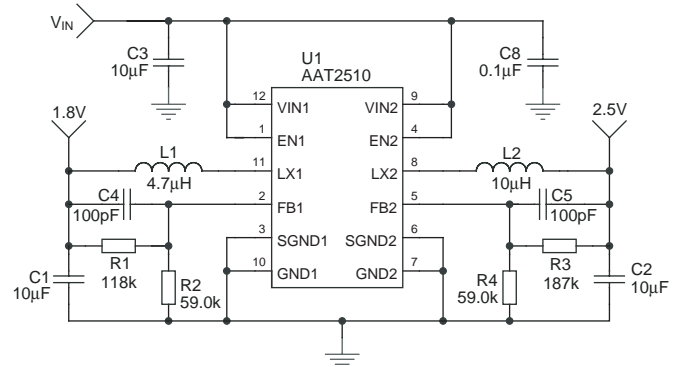 VIN
C3
10μF
U1
AAT2510
C8
0.1μF
1.8V
2.5V
12
VIN1
VIN2
9
1
EN1
EN2
4
L1
4.7μH
11
LX1
LX2
8
L2
10μH
C4
100pF
2
FB1
FB2
5
C5
100pF
3
SGND1
SGND2
6
10
GND1
GND2
7
C1
10μF
R1
118k
R2
59.0k
R4
59.0k
R3
187k
C2
10μF